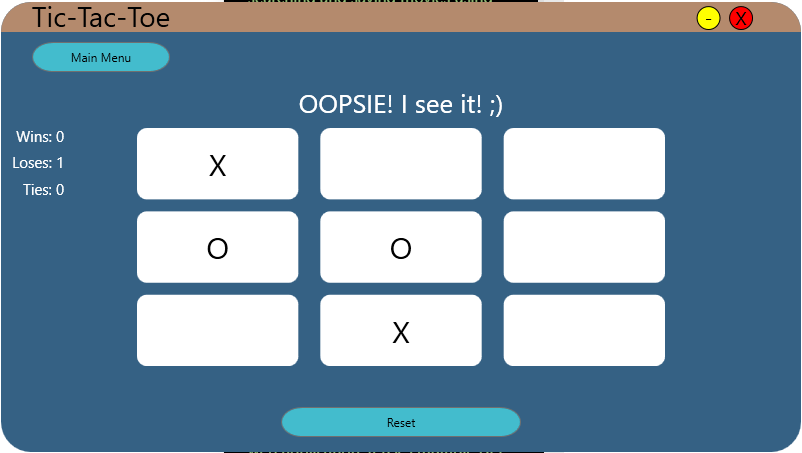 Tic-Tac-Toe
-
X
Main Menu
OOPSIE! I see it! ;)
Wins: 0
Loses: 1
Ties: 0
X
O O
X
Reset